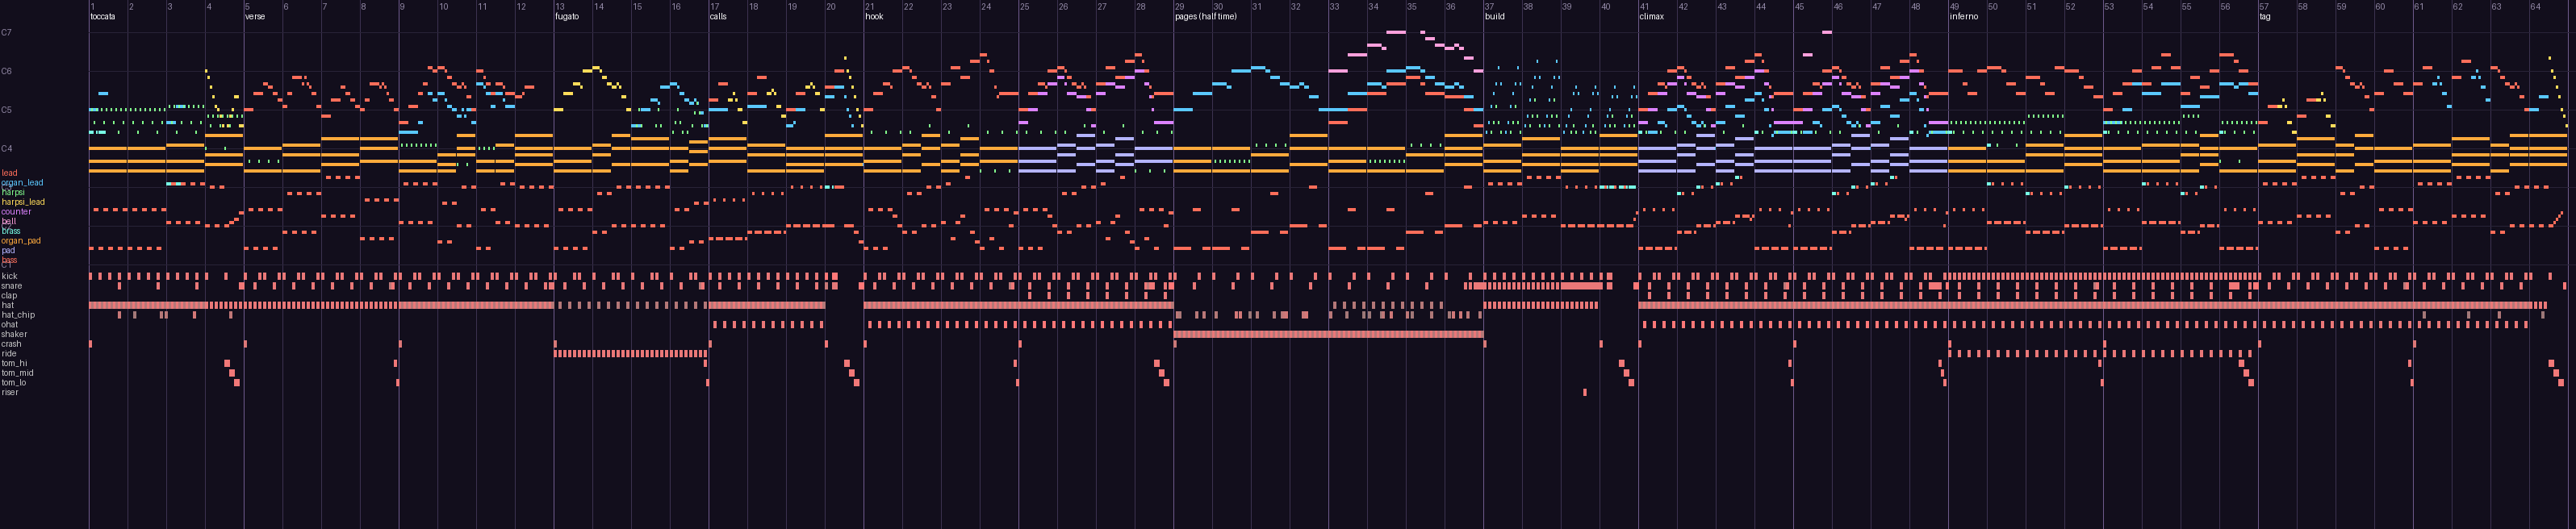 1 2 3 4 5 6 7 8 9 10 11 12 13 14 15 16 17 18 19 20 21 22 23 24 25 26 27 28 29 30 31 32 33 34 35 36 37 38 39 40 41 42 43 44 45 46 47 48 49 50 51 52 53 54 55 56 57 58 59 60 61 62 63 64
toccata verse fugato calls hook pages (half time) build climax inferno tag
C7
C6
C5
C4
lead
organ_lead
harpsi
harpsi_lead
counter
bell
brass
organ_pad
pad
bass
C1
kick
snare
clap
hat
hat_chip
ohat
shaker
crash
ride
tom_hi
tom_mid
tom_lo
riser